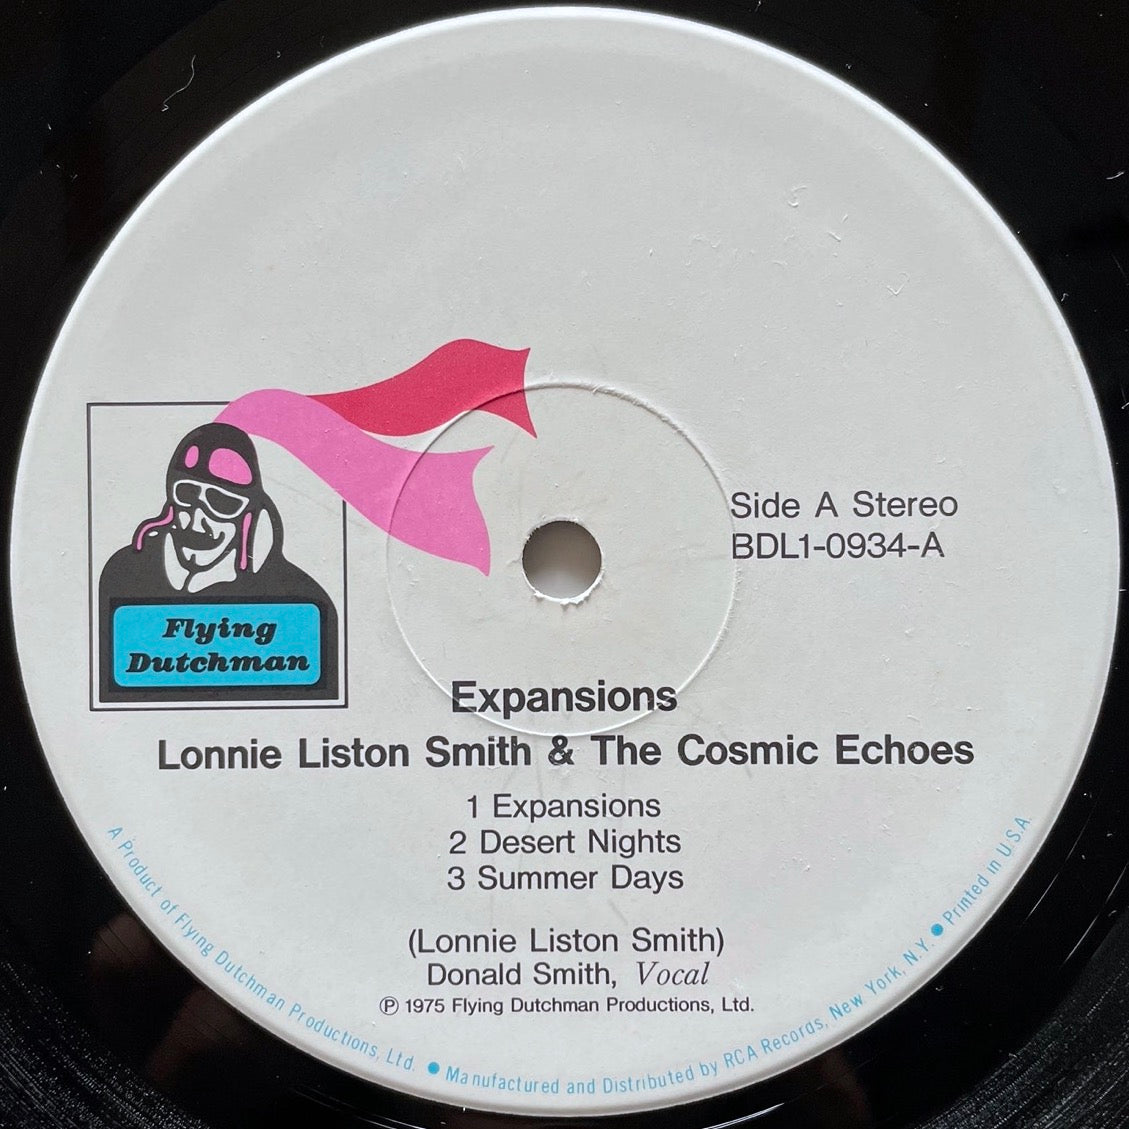 Side A Stereo
BDL1-0934-A
Flying
Dutchman
Expansions
Lonnie Liston Smith & The Cosmic Echoes
1 Expansions
2 Desert Nights
3 Summer Days
(Lonnie Liston Smith)
Donald Smith, Vocal
℗ 1975 Flying Dutchman Productions, Ltd.
A Product of Flying Dutchman Productions, Ltd. ● Manufactured and Distributed by RCA Records, New York, N.Y. ● Printed in U.S.A